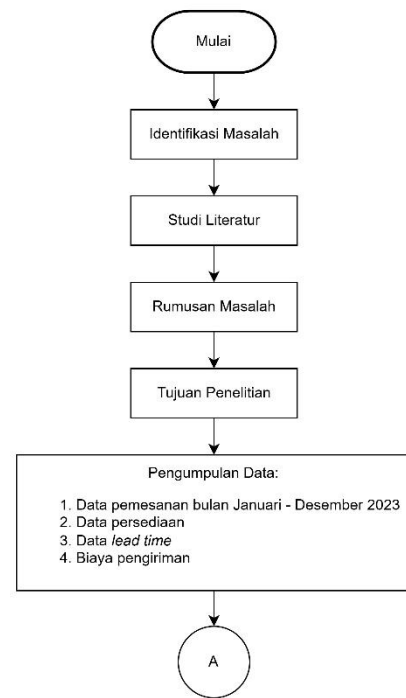 Mulai
Identifikasi Masalah
Studi Literatur
Rumusan Masalah
Tujuan Penelitian
Pengumpulan Data:
1. Data pemesanan bulan Januari - Desember 2023
2. Data persediaan
3. Data lead time
4. Biaya pengiriman
A